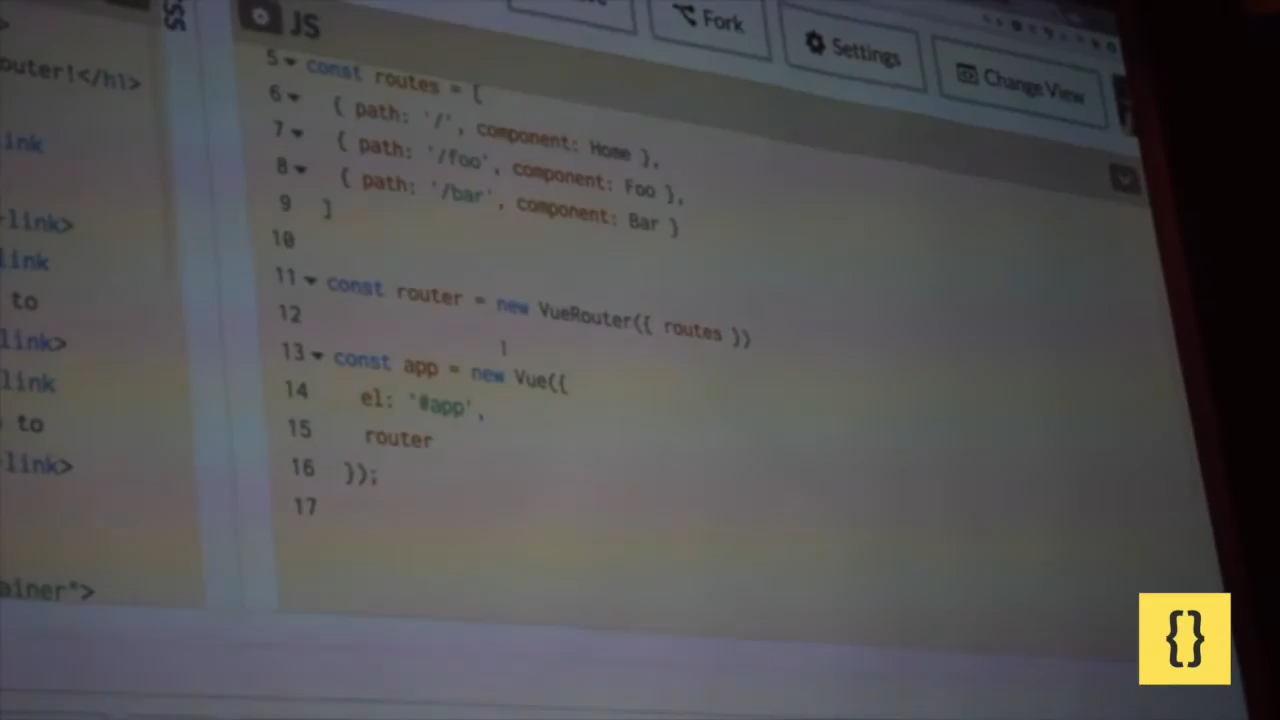 SS
JS
Fork
Settings
Change View
outer!</h1>
ink
-link>
link
to
link>
link
to
-link>
ainer">
5 const routes = [
6 { path: '/', component: Home },
7 { path: '/foo', component: Foo },
8 { path: '/bar', component: Bar }
9 ]
10
11 const router = new VueRouter({ routes })
12
13 const app = new Vue({
14 el: '#app',
15 router
16 });
17
{}